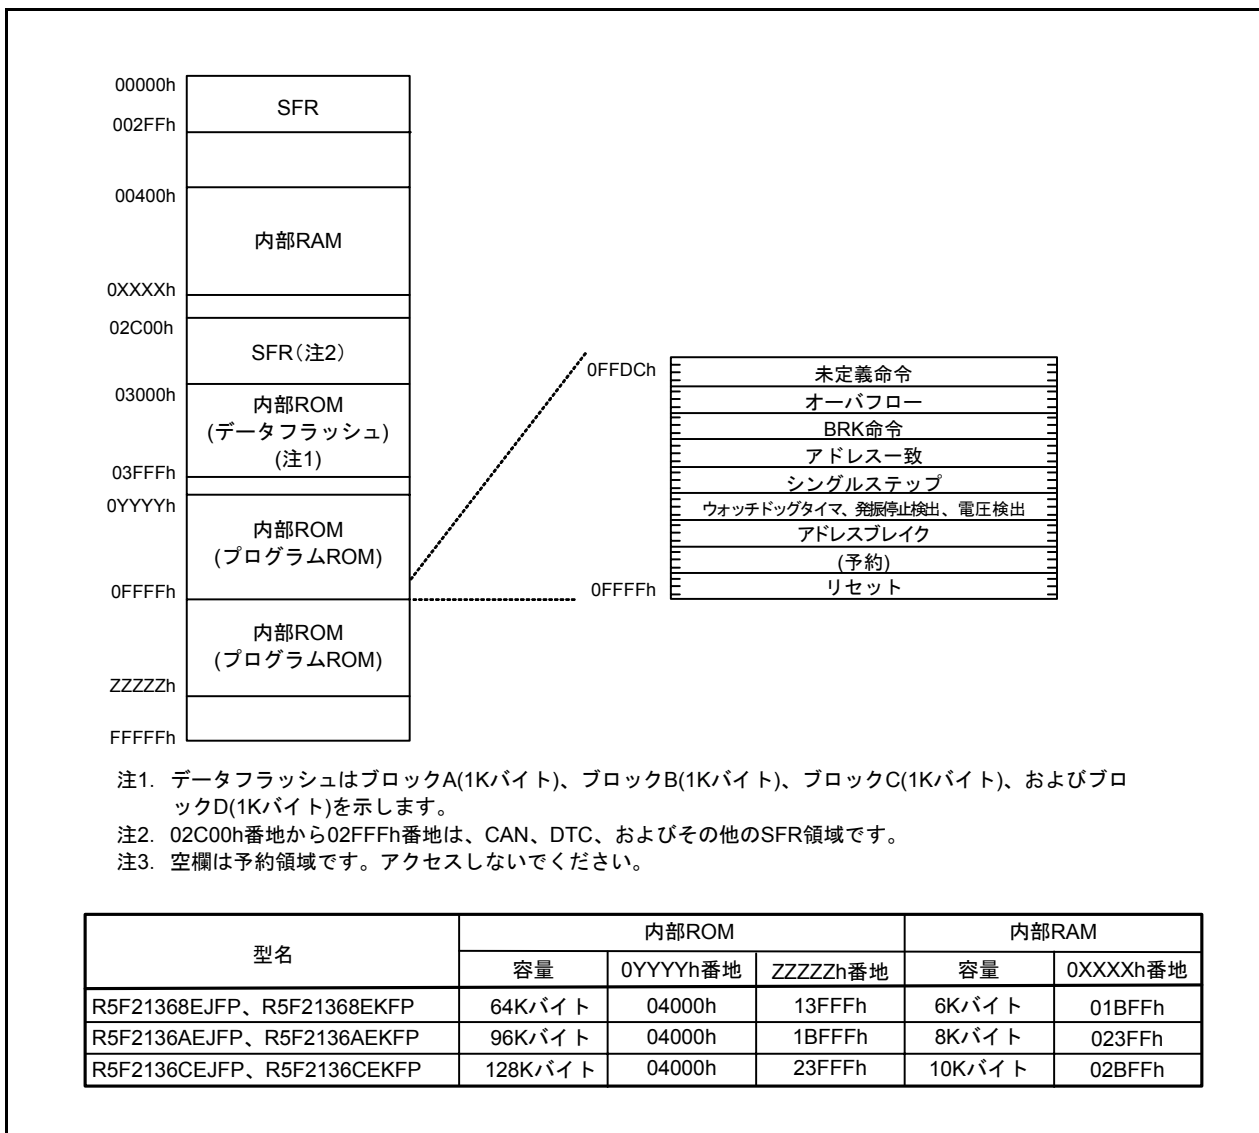 00000h
SFR
002FFh
00400h
内部RAM
0XXXXh
02C00h
SFR(注2)
03000h
内部ROM
(データフラッシュ)
(注1)
03FFFh
0YYYYh
内部ROM
(プログラムROM)
0FFFFh
内部ROM
(プログラムROM)
ZZZZZh
FFFFFh
0FFDCh
未定義命令
オーバフロー
BRK命令
アドレス一致
シングルステップ
ウォッチドッグタイマ、発振停止検出、電圧検出
アドレスブレイク
(予約)
0FFFFh
リセット
注1. データフラッシュはブロックA(1Kバイト)、ブロックB(1Kバイト)、ブロックC(1Kバイト)、およびブロ
ックD(1Kバイト)を示します。
注2. 02C00h番地から02FFFh番地は、CAN、DTC、およびその他のSFR領域です。
注3. 空欄は予約領域です。アクセスしないでください。
型名 内部ROM 内部RAM
容量 0YYYYh番地 ZZZZZh番地 容量 0XXXXh番地
R5F21368EJFP、R5F21368EKFP 64Kバイト 04000h 13FFFh 6Kバイト 01BFFh
R5F2136AEJFP、R5F2136AEKFP 96Kバイト 04000h 1BFFFh 8Kバイト 023FFh
R5F2136CEJFP、R5F2136CEKFP 128Kバイト 04000h 23FFFh 10Kバイト 02BFFh